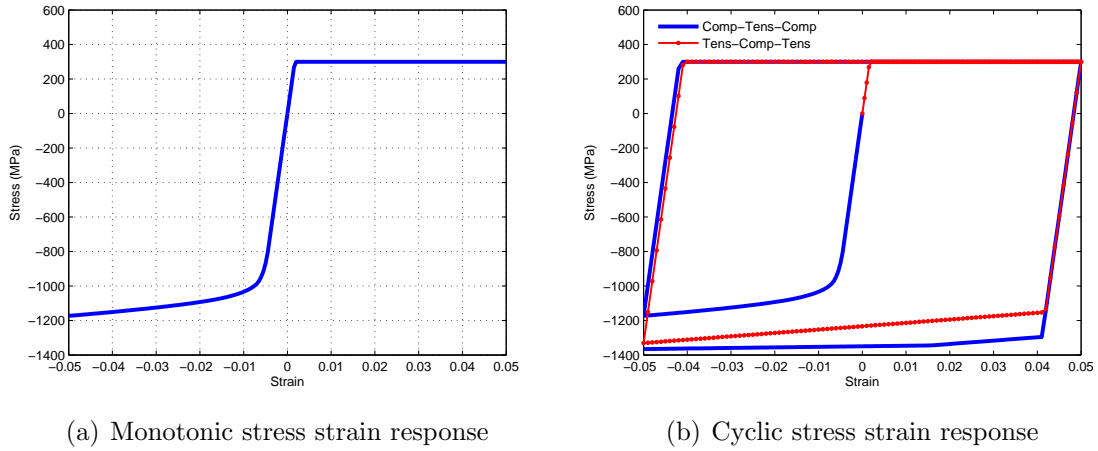 600
400
200
0
−200
−400
−600
−800
−1000
−1200
−1400
−0.05 −0.04 −0.03 −0.02 −0.01 0 0.01 0.02 0.03 0.04 0.05
Strain
Stress (MPa)
(a) Monotonic stress strain response
600
400
200
0
−200
−400
−600
−800
−1000
−1200
−1400
−0.05 −0.04 −0.03 −0.02 −0.01 0 0.01 0.02 0.03 0.04 0.05
Strain
Stress (MPa)
Comp−Tens−Comp
Tens−Comp−Tens
(b) Cyclic stress strain response